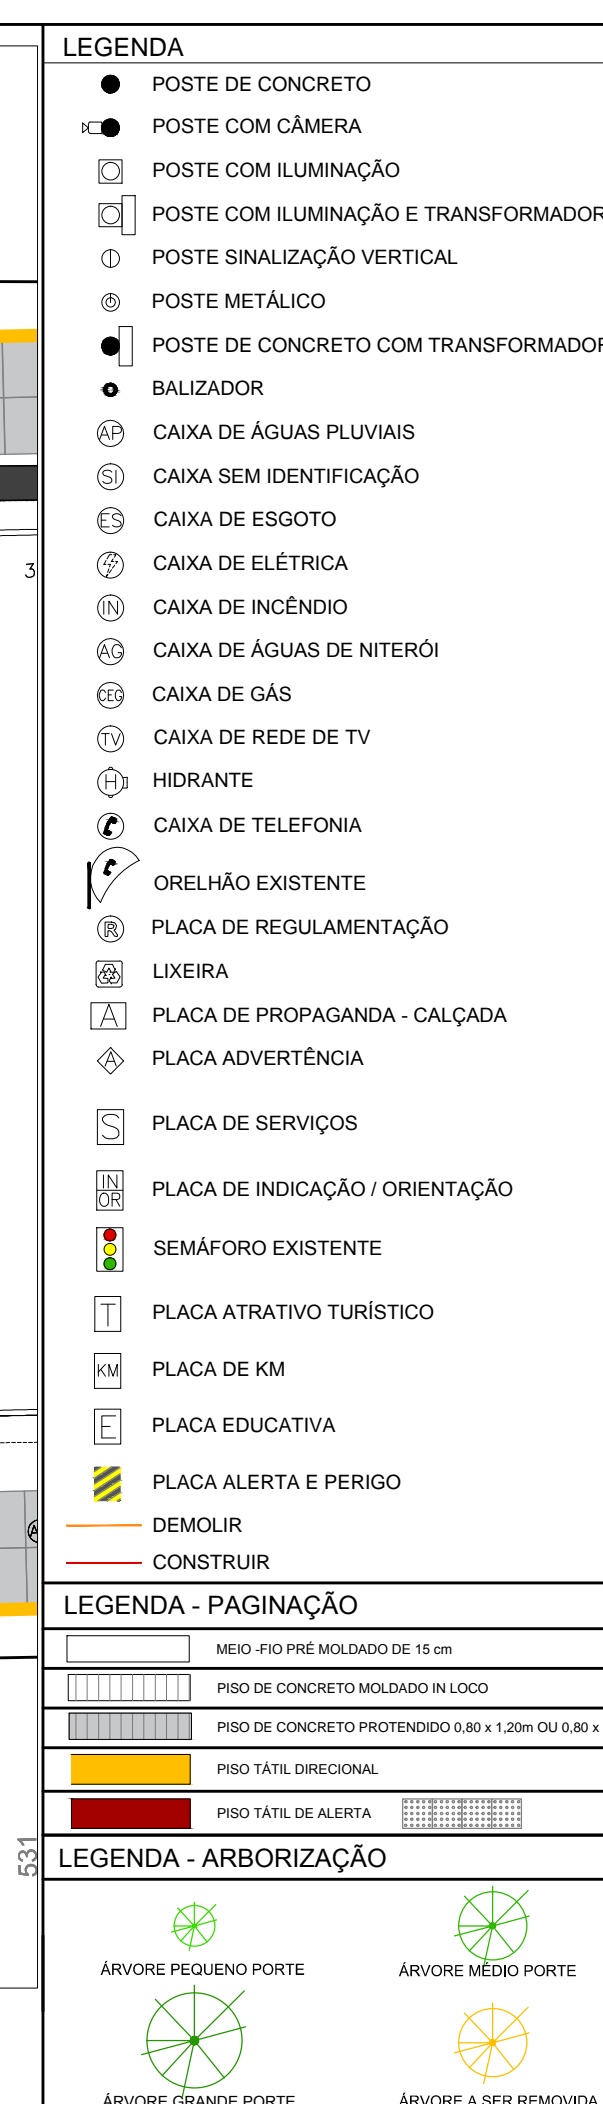 LEGENDA
POSTE DE CONCRETO
POSTE COM CÂMERA
POSTE COM ILUMINAÇÃO
POSTE COM ILUMINAÇÃO E TRANSFORMADOR
POSTE SINALIZAÇÃO VERTICAL
POSTE METÁLICO
POSTE DE CONCRETO COM TRANSFORMADOR
BALIZADOR
AP CAIXA DE ÁGUAS PLUVIAIS
SI CAIXA SEM IDENTIFICAÇÃO
ES CAIXA DE ESGOTO
3
CAIXA DE ELÉTRICA
IN CAIXA DE INCÊNDIO
AG CAIXA DE ÁGUAS DE NITERÓI
CEG CAIXA DE GÁS
TV CAIXA DE REDE DE TV
H HIDRANTE
CAIXA DE TELEFONIA
ORELHÃO EXISTENTE
R PLACA DE REGULAMENTAÇÃO
LIXEIRA
A PLACA DE PROPAGANDA - CALÇADA
A PLACA ADVERTÊNCIA
S PLACA DE SERVIÇOS
IN
OR PLACA DE INDICAÇÃO / ORIENTAÇÃO
SEMÁFORO EXISTENTE
T PLACA ATRATIVO TURÍSTICO
KM PLACA DE KM
E PLACA EDUCATIVA
PLACA ALERTA E PERIGO
DEMOLIR
CONSTRUIR
LEGENDA - PAGINAÇÃO
MEIO -FIO PRÉ MOLDADO DE 15 cm
PISO DE CONCRETO MOLDADO IN LOCO
PISO DE CONCRETO PROTENDIDO 0,80 x 1,20m OU 0,80 x
PISO TÁTIL DIRECIONAL
PISO TÁTIL DE ALERTA
531
LEGENDA - ARBORIZAÇÃO
ÁRVORE PEQUENO PORTE ÁRVORE MÉDIO PORTE
ÁRVORE GRANDE PORTE ÁRVORE A SER REMOVIDA